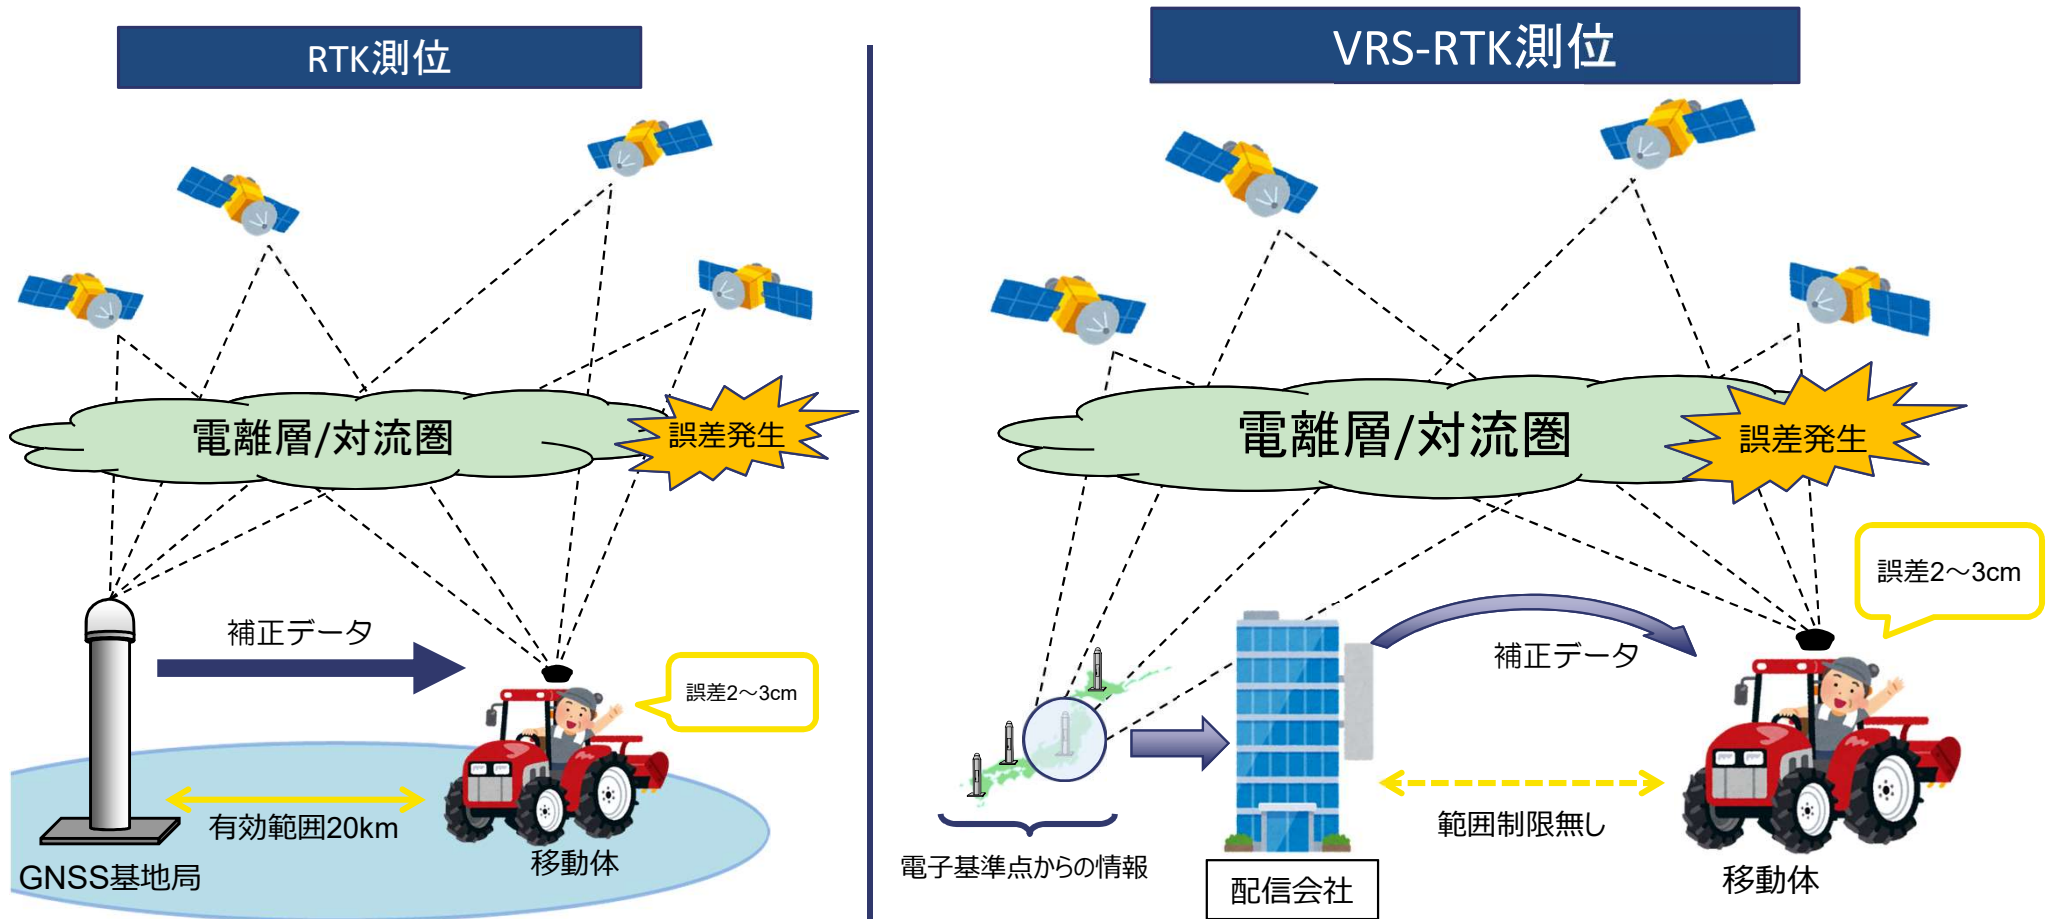 RTK測位
電離層/対流圏
誤差発生
補正データ
誤差2～3cm
有効範囲20km
GNSS基地局
移動体
VRS-RTK測位
電離層/対流圏
誤差発生
誤差2～3cm
補正データ
範囲制限無し
電子基準点からの情報
配信会社
移動体